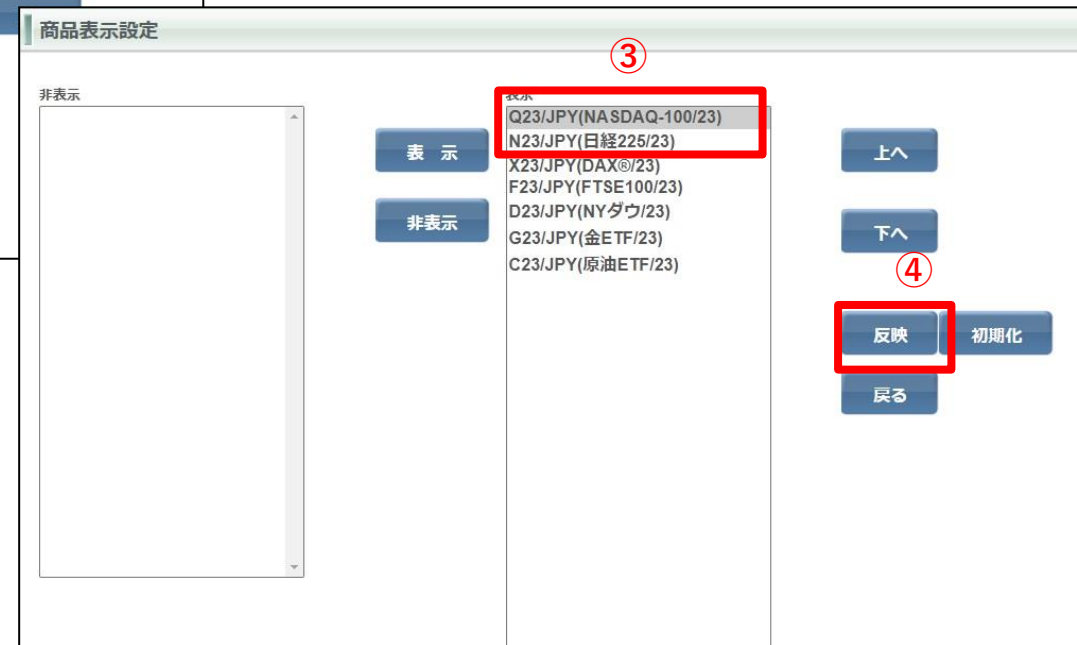 商品表示設定
③
非表示
表示
Q23/JPY(NASDAQ-100/23)
N23/JPY(日経225/23)
X23/JPY(DAX®/23)
F23/JPY(FTSE100/23)
D23/JPY(NYダウ/23)
G23/JPY(金ETF/23)
C23/JPY(原油ETF/23)
表 示
非表示
上へ
下へ
④
反映
初期化
戻る